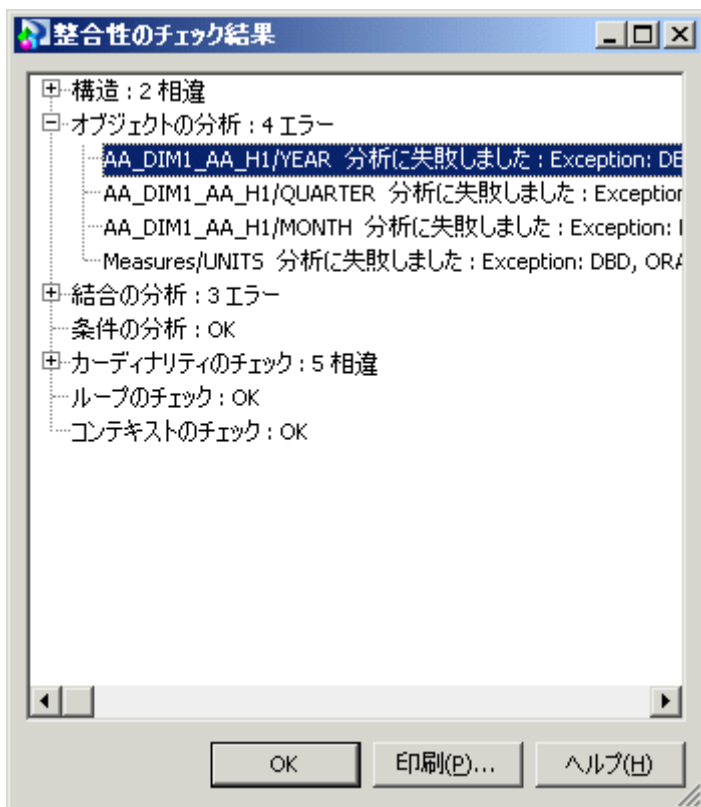 整合性のチェック結果
構造 : 2 相違
オブジェクトの分析 : 4 エラー
AA_DIM1_AA_H1/YEAR 分析に失敗しました : Exception: DB
AA_DIM1_AA_H1/QUARTER 分析に失敗しました : Exception
AA_DIM1_AA_H1/MONTH 分析に失敗しました : Exception:
Measures/UNITS 分析に失敗しました : Exception: DBD, OR
結合の分析 : 3 エラー
条件の分析 : OK
カーディナリティのチェック : 5 相違
ループのチェック : OK
コンテキストのチェック : OK
OK 印刷(P)... ヘルプ(H)